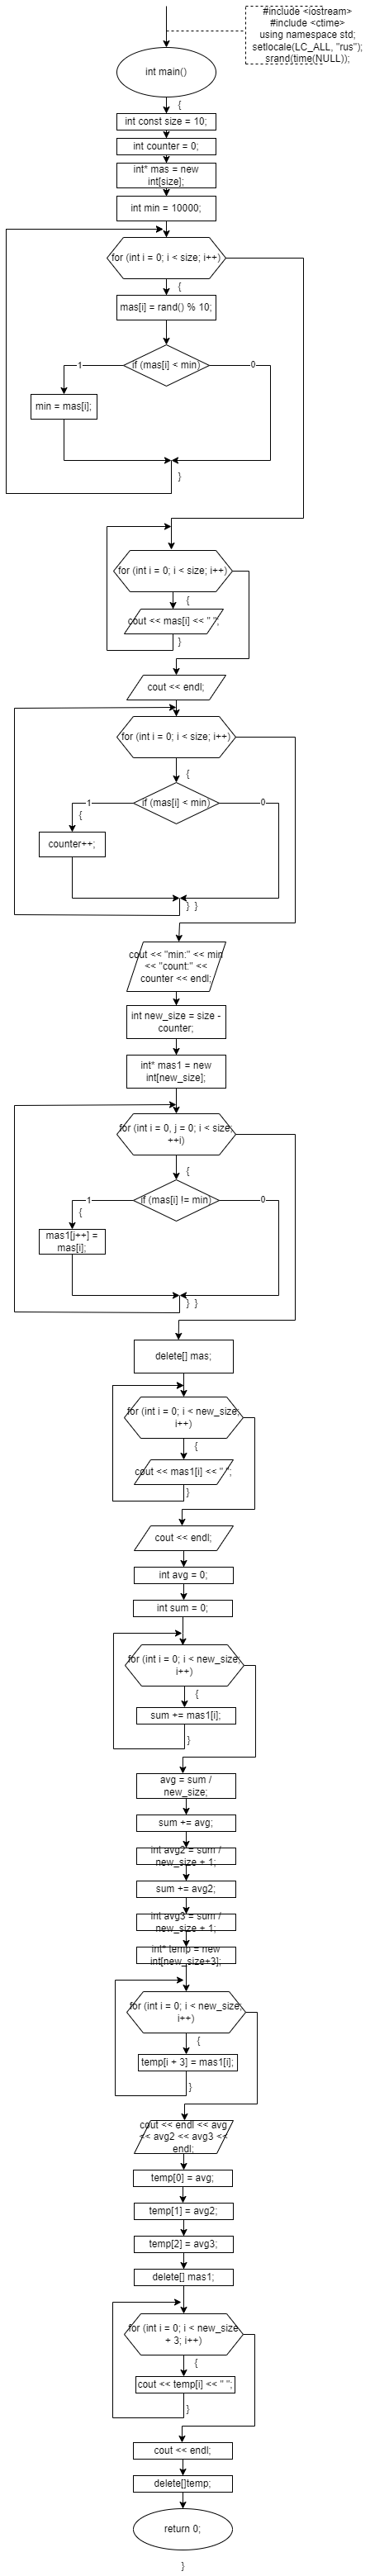 #include <iostream>
#include <ctime>
using namespace std;
setlocale(LC_ALL, "rus");
srand(time(NULL));
int main()
{
int const size = 10;
int counter = 0;
int* mas = new
int[size];
int min = 10000;
for (int i = 0; i < size; i++)
{
mas[i] = rand() % 10;
if (mas[i] < min)
1
0
min = mas[i];
}
for (int i = 0; i < size; i++)
{
cout << mas[i] << " ";
}
cout << endl;
for (int i = 0; i < size; i++)
{
if (mas[i] < min)
1
0
{
counter++;
} }
cout << "min:" << min
<< "count:" <<
counter << endl;
int new_size = size -
counter;
int* mas1 = new
int[new_size];
for (int i = 0, j = 0; i < size;
++i)
{
if (mas[i] != min)
1
0
{
mas1[j++] =
mas[i];
} }
delete[] mas;
for (int i = 0; i < new_size;
i++)
{
cout << mas1[i] << " ";
}
cout << endl;
int avg = 0;
int sum = 0;
for (int i = 0; i < new_size;
i++)
{
sum += mas1[i];
}
avg = sum /
new_size;
sum += avg;
int avg2 = sum /
new_size + 1;
sum += avg2;
int avg3 = sum /
new_size + 1;
int* temp = new
int[new_size+3];
for (int i = 0; i < new_size;
i++)
{
temp[i + 3] = mas1[i];
}
cout << endl << avg
<< avg2 << avg3 <<
endl;
temp[0] = avg;
temp[1] = avg2;
temp[2] = avg3;
delete[] mas1;
for (int i = 0; i < new_size
+ 3; i++)
{
cout << temp[i] << " ";
}
cout << endl;
delete[]temp;
return 0;
}